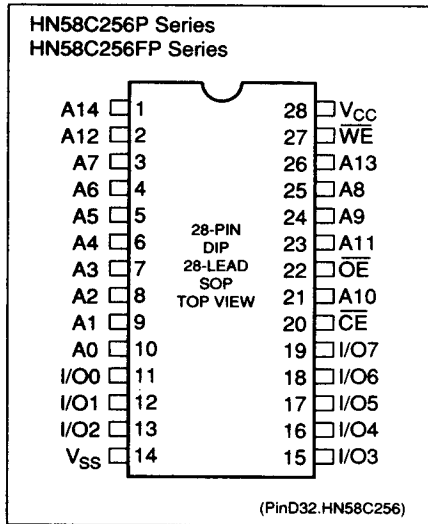 HN58C256P Series
HN58C256FP Series
A14 1 28 VCC
A12 2 27 W̅E̅
A7 3 26 A13
A6 4 25 A8
A5 5 24 A9
A4 6 23 A11
A3 7 22 O̅E̅
A2 8 21 A10
A1 9 20 C̅E̅
A0 10 19 I/O7
I/O0 11 18 I/O6
I/O1 12 17 I/O5
I/O2 13 16 I/O4
VSS 14 15 I/O3
28-PIN
DIP
28-LEAD
SOP
TOP VIEW
(PinD32.HN58C256)